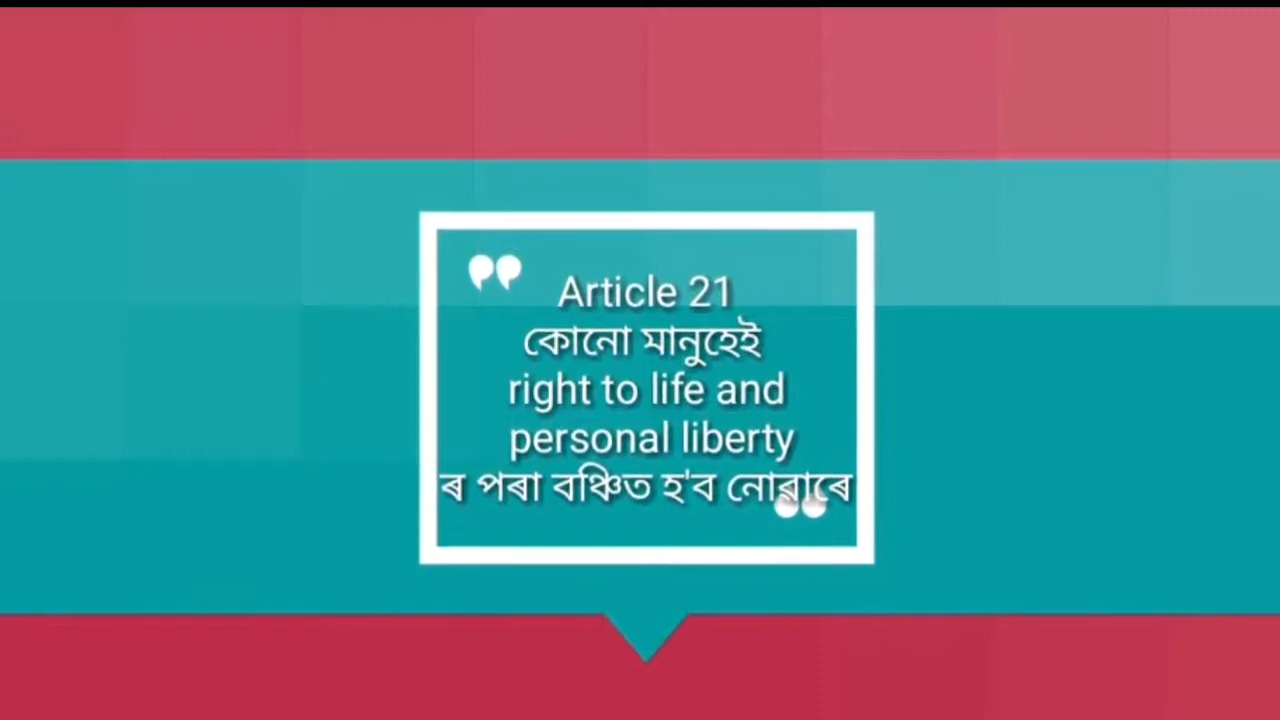 Article 21
কোনো মানুহেই
right to life and
personal liberty
ৰ পৰা বঞ্চিত হ'ব নোৱাৰে